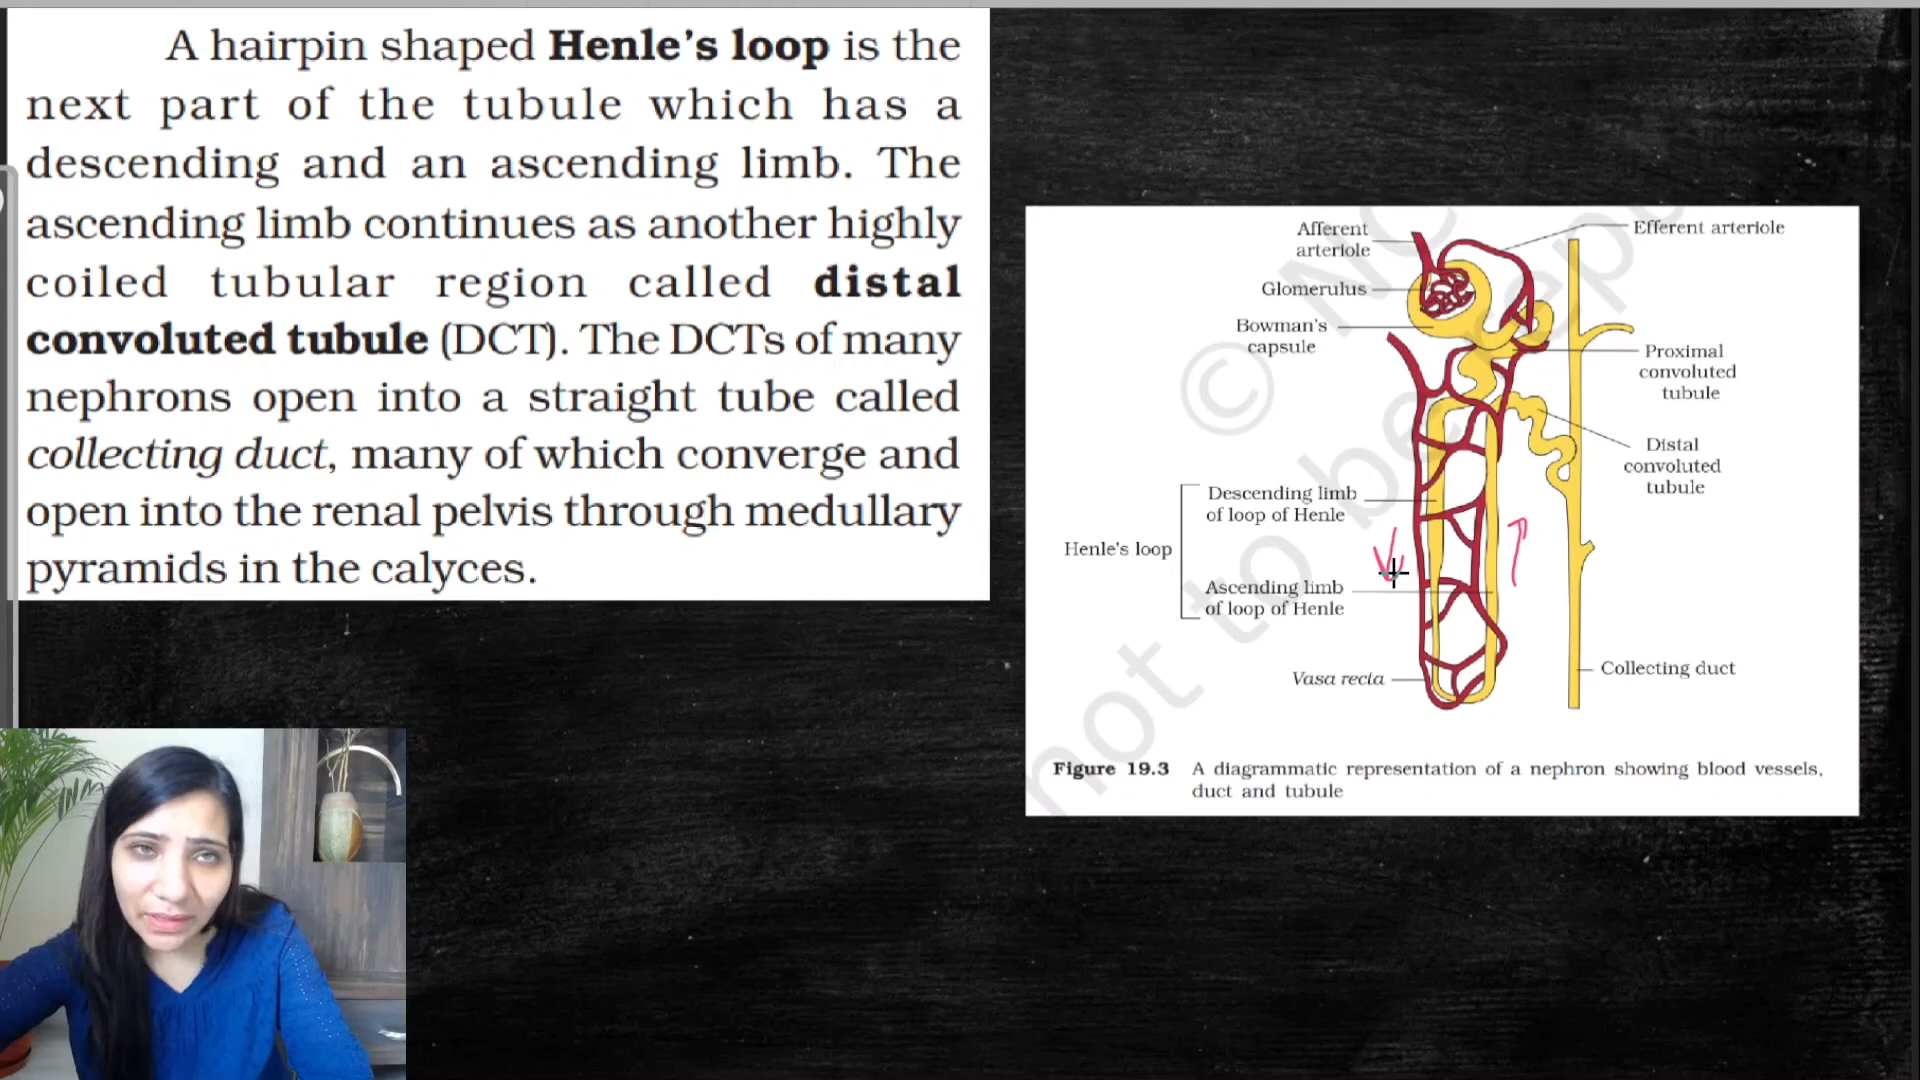 A hairpin shaped Henle's loop is the
next part of the tubule which has a
descending and an ascending limb. The
ascending limb continues as another highly
coiled tubular region called distal
convoluted tubule (DCT). The DCTs of many
nephrons open into a straight tube called
collecting duct, many of which converge and
open into the renal pelvis through medullary
pyramids in the calyces.
Afferent
arteriole
Efferent arteriole
Glomerulus
Bowman's
capsule
Proximal
convoluted
tubule
Distal
convoluted
tubule
Descending limb
of loop of Henle
Henle's loop
Ascending limb
of loop of Henle
Vasa recta
Collecting duct
Figure 19.3 A diagrammatic representation of a nephron showing blood vessels,
duct and tubule
© NC
not to be rep